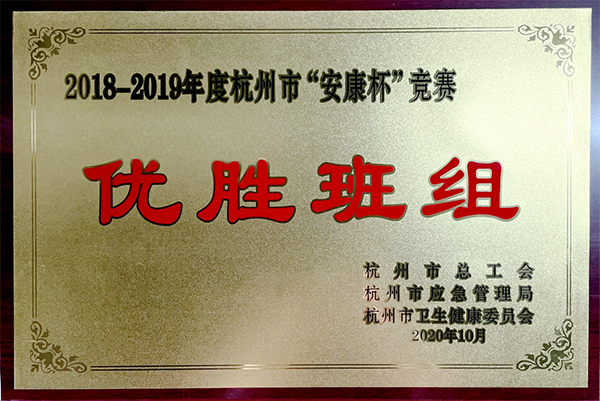 2018-2019年度杭州市“安康杯”竞赛
优胜班组
杭州市总工会
杭州市应急管理局
杭州市卫生健康委员会
2020年10月